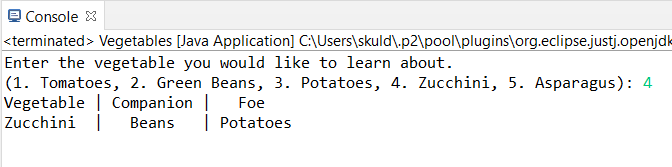 Console
<terminated> Vegetables [Java Application] C:\Users\skuld\.p2\pool\plugins\org.eclipse.justj.openjdk
Enter the vegetable you would like to learn about.
(1. Tomatoes, 2. Green Beans, 3. Potatoes, 4. Zucchini, 5. Asparagus): 4
Vegetable | Companion | Foe
Zucchini | Beans | Potatoes